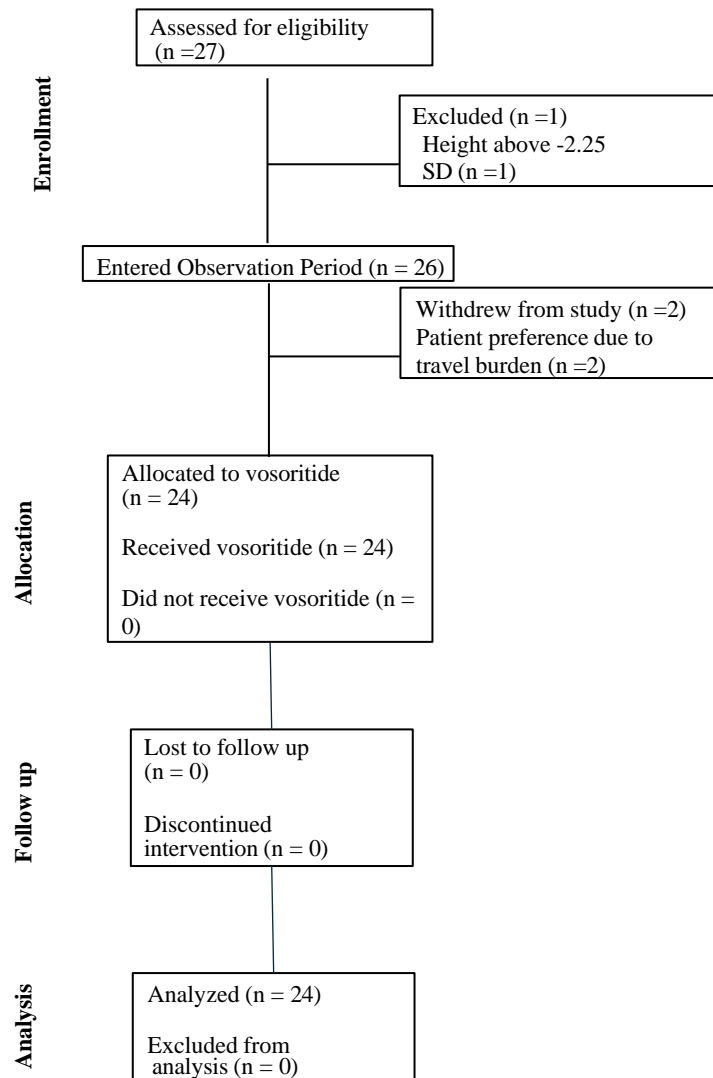 Assessed for eligibility
(n =27)
Enrollment
Excluded (n =1)
Height above -2.25
SD (n =1)
Entered Observation Period (n = 26)
Withdrew from study (n =2)
Patient preference due to
travel burden (n =2)
Allocation
Allocated to vosoritide
(n = 24)
Received vosoritide (n = 24)
Did not receive vosoritide (n =
0)
Follow up
Lost to follow up
(n = 0)
Discontinued
intervention (n = 0)
Analysis
Analyzed (n = 24)
Excluded from
analysis (n = 0)